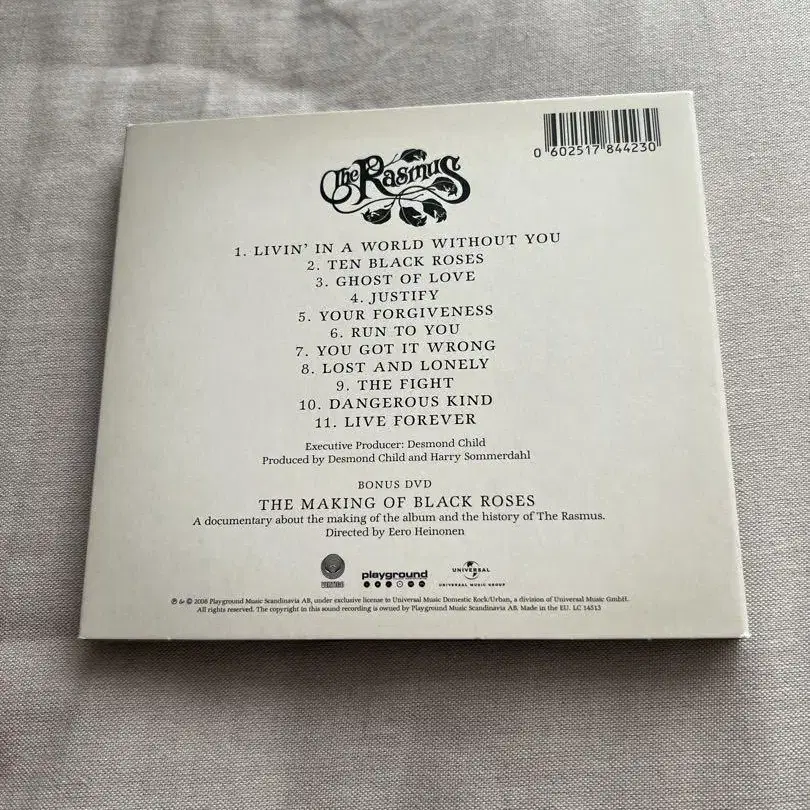 0 602517 844230
The Rasmus
1. LIVIN' IN A WORLD WITHOUT YOU
2. TEN BLACK ROSES
3. GHOST OF LOVE
4. JUSTIFY
5. YOUR FORGIVENESS
6. RUN TO YOU
7. YOU GOT IT WRONG
8. LOST AND LONELY
9. THE FIGHT
10. DANGEROUS KIND
11. LIVE FOREVER
Executive Producer: Desmond Child
Produced by Desmond Child and Harry Sommerdahl
BONUS DVD
THE MAKING OF BLACK ROSES
A documentary about the making of the album and the history of The Rasmus.
Directed by Eero Heinonen
playground
UNIVERSAL
UNIVERSAL MUSIC GROUP
℗ & © 2008 Playground Music Scandinavia AB, under exclusive license to Universal Music Domestic Rock/Urban, a division of Universal Music GmbH.
All rights reserved. The copyright in this sound recording is owned by Playground Music Scandinavia AB. Made in the EU. LC 14513